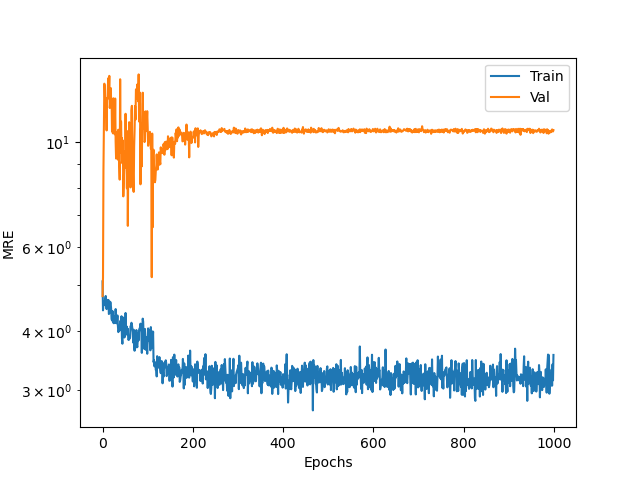 Train
Val
10¹
6 × 10⁰
4 × 10⁰
3 × 10⁰
MRE
0 200 400 600 800 1000
Epochs